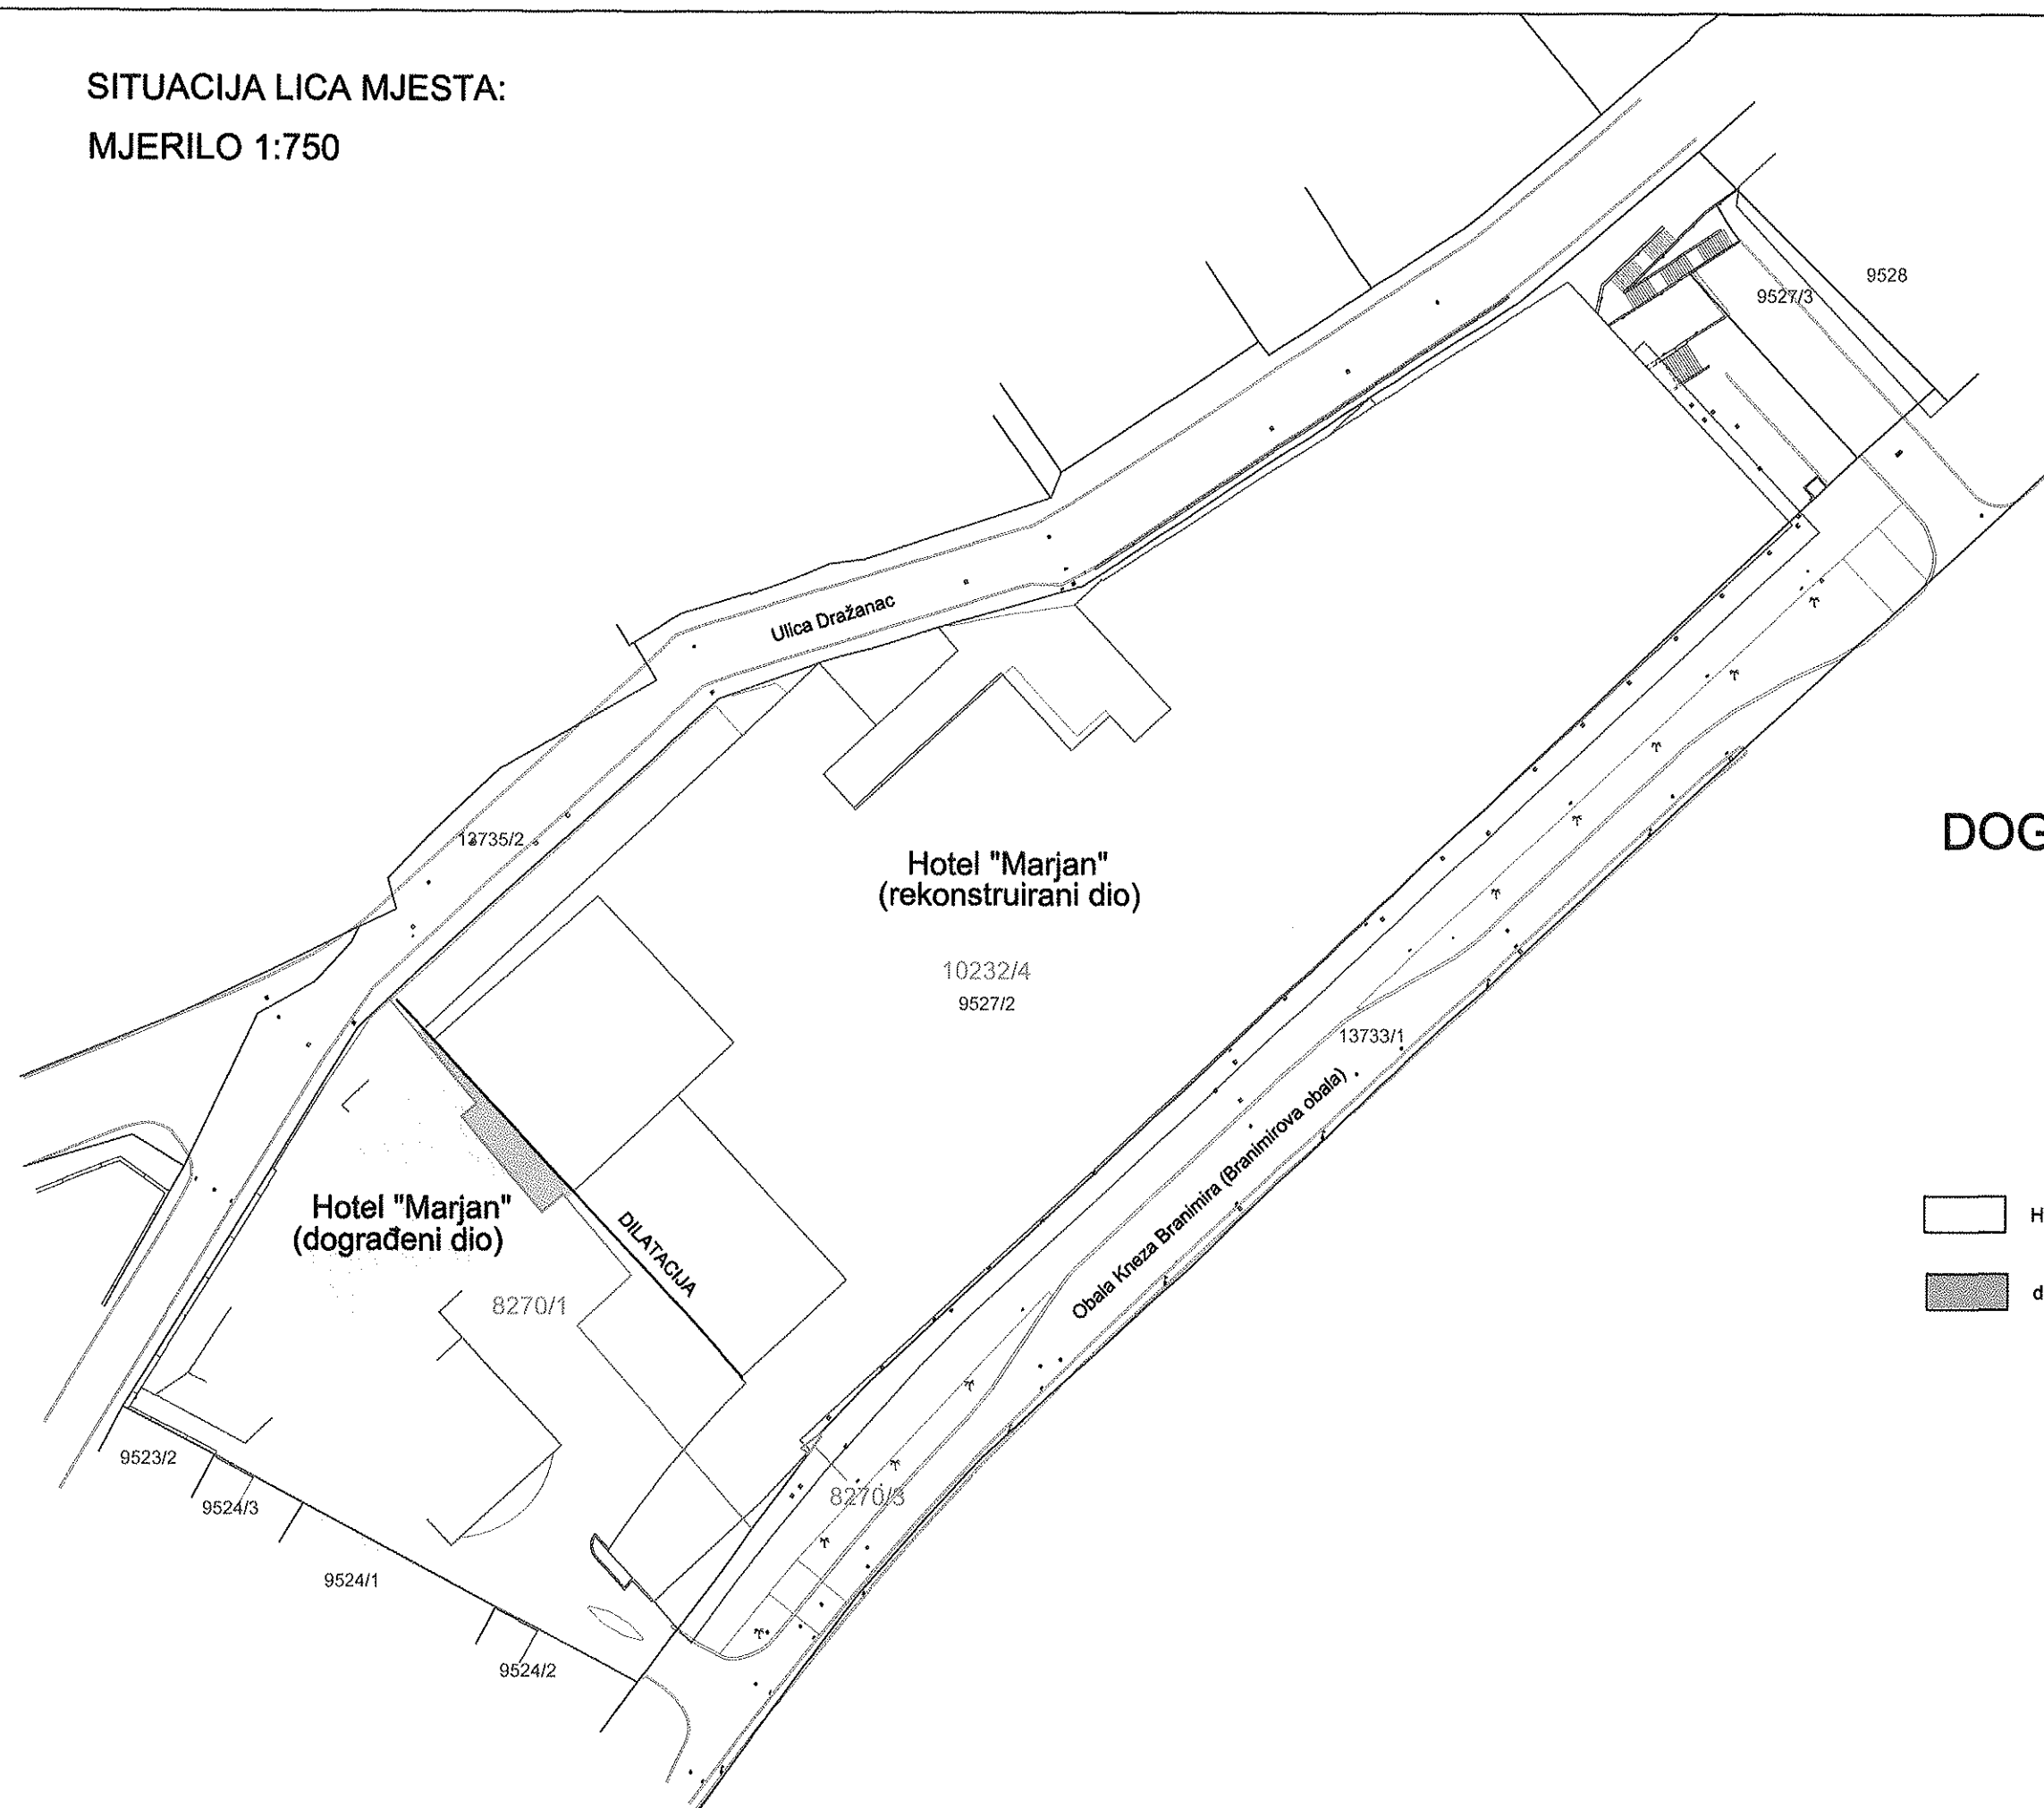 SITUACIJA LICA MJESTA:
MJERILO 1:750
9528
9527/3
Ulica Dražanac
13735/2
DOG
Hotel "Marjan"
(rekonstruirani dio)
10232/4
9527/2
13733/1
Obala Kneza Branimira (Branimirova obala)
Hotel "Marjan"
(dograđeni dio)
DILATACIJA
H
d
8270/1
9523/2
8270/3
9524/3
9524/1
9524/2